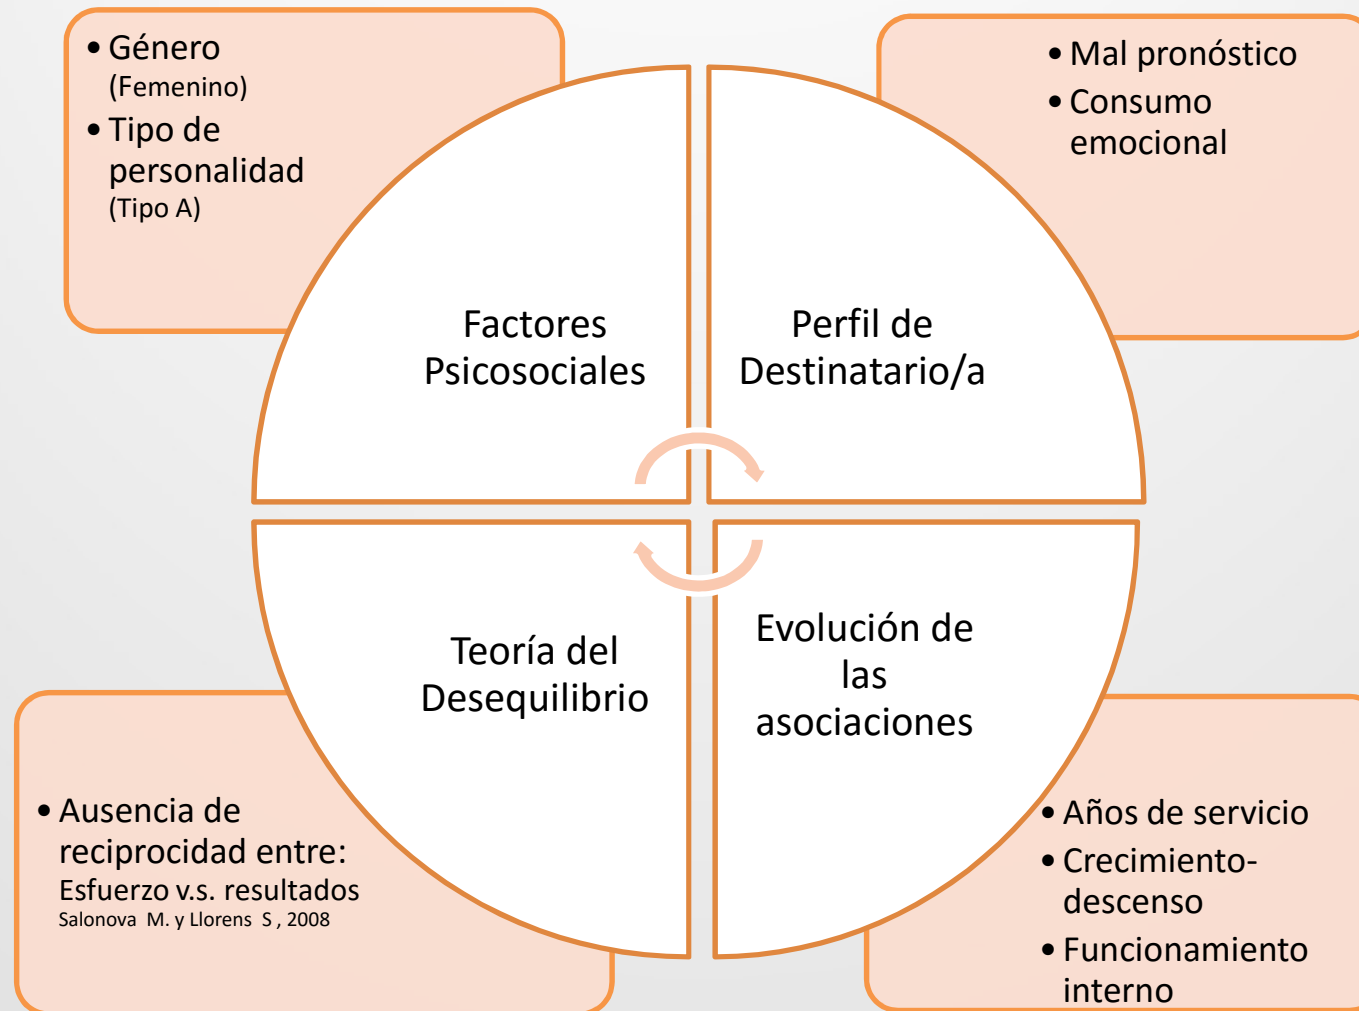 • Género
(Femenino)
• Tipo de
personalidad
(Tipo A)
• Mal pronóstico
• Consumo
emocional
Factores
Psicosociales
Perfil de
Destinatario/a
Teoría del
Desequilibrio
Evolución de
las
asociaciones
• Ausencia de
reciprocidad entre:
Esfuerzo v.s. resultados
Salonova M. y Llorens S , 2008
• Años de servicio
• Crecimiento-
descenso
• Funcionamiento
interno